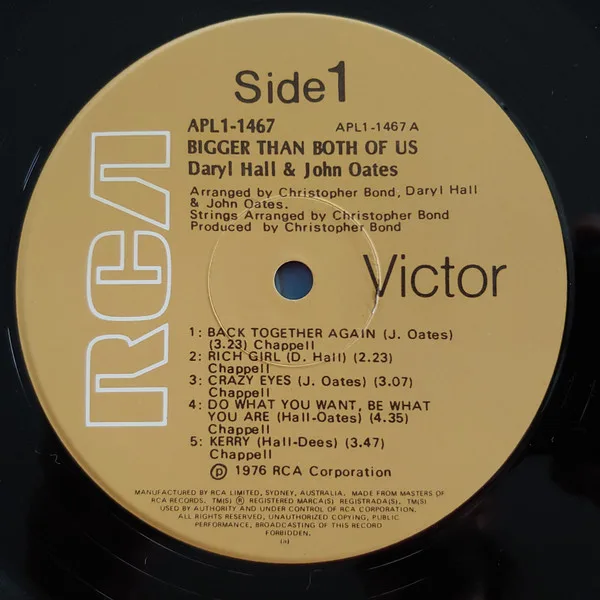 Side 1
RCA
APL1-1467 APL1-1467 A
BIGGER THAN BOTH OF US
Daryl Hall & John Oates
Arranged by Christopher Bond, Daryl Hall
& John Oates.
Strings Arranged by Christopher Bond
Produced by Christopher Bond
Victor
1: BACK TOGETHER AGAIN (J. Oates)
(3.23) Chappell
2: RICH GIRL (D. Hall) (2.23)
Chappell
3: CRAZY EYES (J. Oates) (3.07)
Chappell
4: DO WHAT YOU WANT, BE WHAT
YOU ARE (Hall-Oates) (4.35)
Chappell
5: KERRY (Hall-Dees) (3.47)
Chappell
Ⓟ 1976 RCA Corporation
MANUFACTURED BY RCA LIMITED, SYDNEY, AUSTRALIA. MADE FROM MASTERS OF
RCA RECORDS. TM(S) ® REGISTERED MARCA(S) REGISTRADA(S). TM(S)
USED BY AUTHORITY AND UNDER CONTROL OF RCA CORPORATION.
ALL RIGHTS RESERVED, UNAUTHORIZED COPYING, PUBLIC
PERFORMANCE, BROADCASTING OF THIS RECORD
FORBIDDEN.